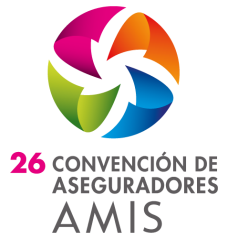 26 CONVENCIÓN DE
ASEGURADORES
AMIS